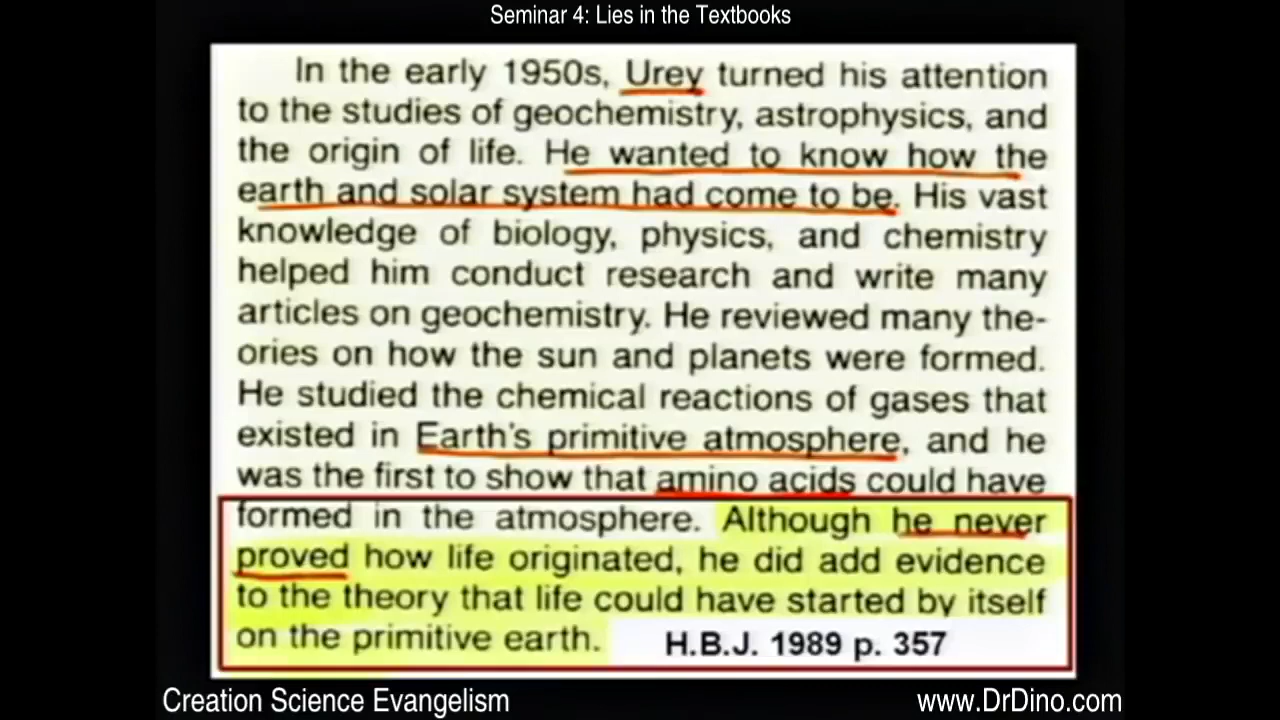 Seminar 4: Lies in the Textbooks
In the early 1950s, Urey turned his attention
to the studies of geochemistry, astrophysics, and
the origin of life. He wanted to know how the
earth and solar system had come to be. His vast
knowledge of biology, physics, and chemistry
helped him conduct research and write many
articles on geochemistry. He reviewed many the-
ories on how the sun and planets were formed.
He studied the chemical reactions of gases that
existed in Earth's primitive atmosphere, and he
was the first to show that amino acids could have
formed in the atmosphere. Although he never
proved how life originated, he did add evidence
to the theory that life could have started by itself
on the primitive earth. H.B.J. 1989 p. 357
Creation Science Evangelism www.DrDino.com